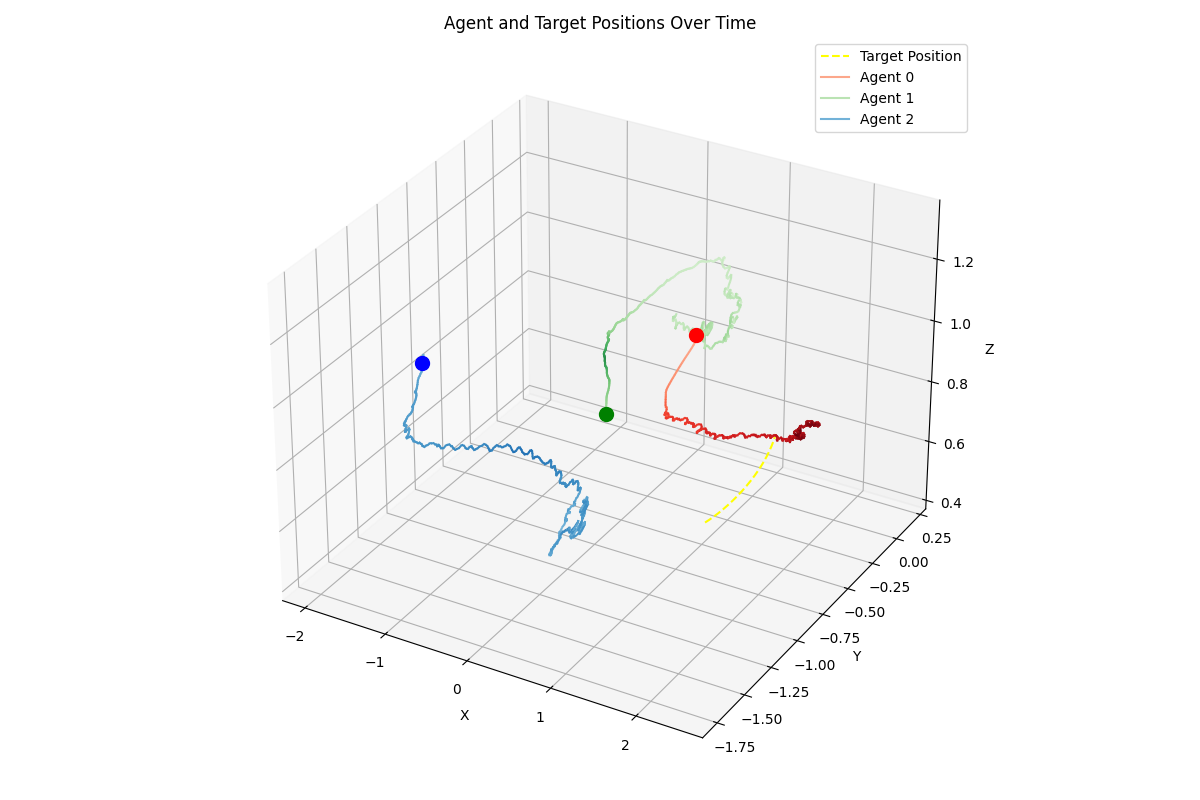 Agent and Target Positions Over Time
Target Position
Agent 0
Agent 1
Agent 2
1.2
1.0
Z
0.8
0.6
0.4
0.25
0.00
−0.25
−0.50
−0.75
Y
−1.00
−1.25
−1.50
−1.75
−2
−1
0
X
1
2